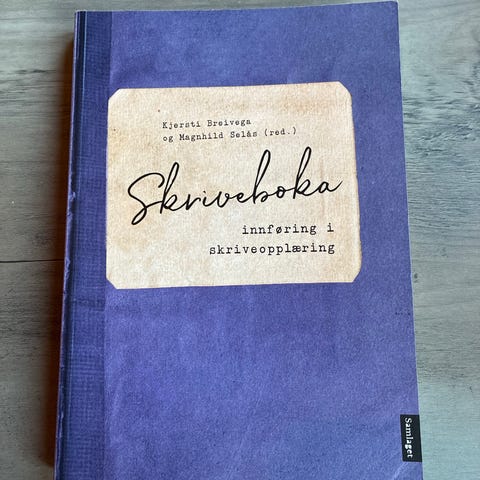 Kjersti Breivega
og Magnhild Selås (red.)
Skriveboka
innføring i
skriveopplæring
Samlaget